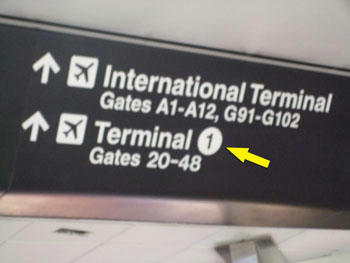 International Terminal
Gates A1-A12, G91-G102
Terminal 1
Gates 20-48